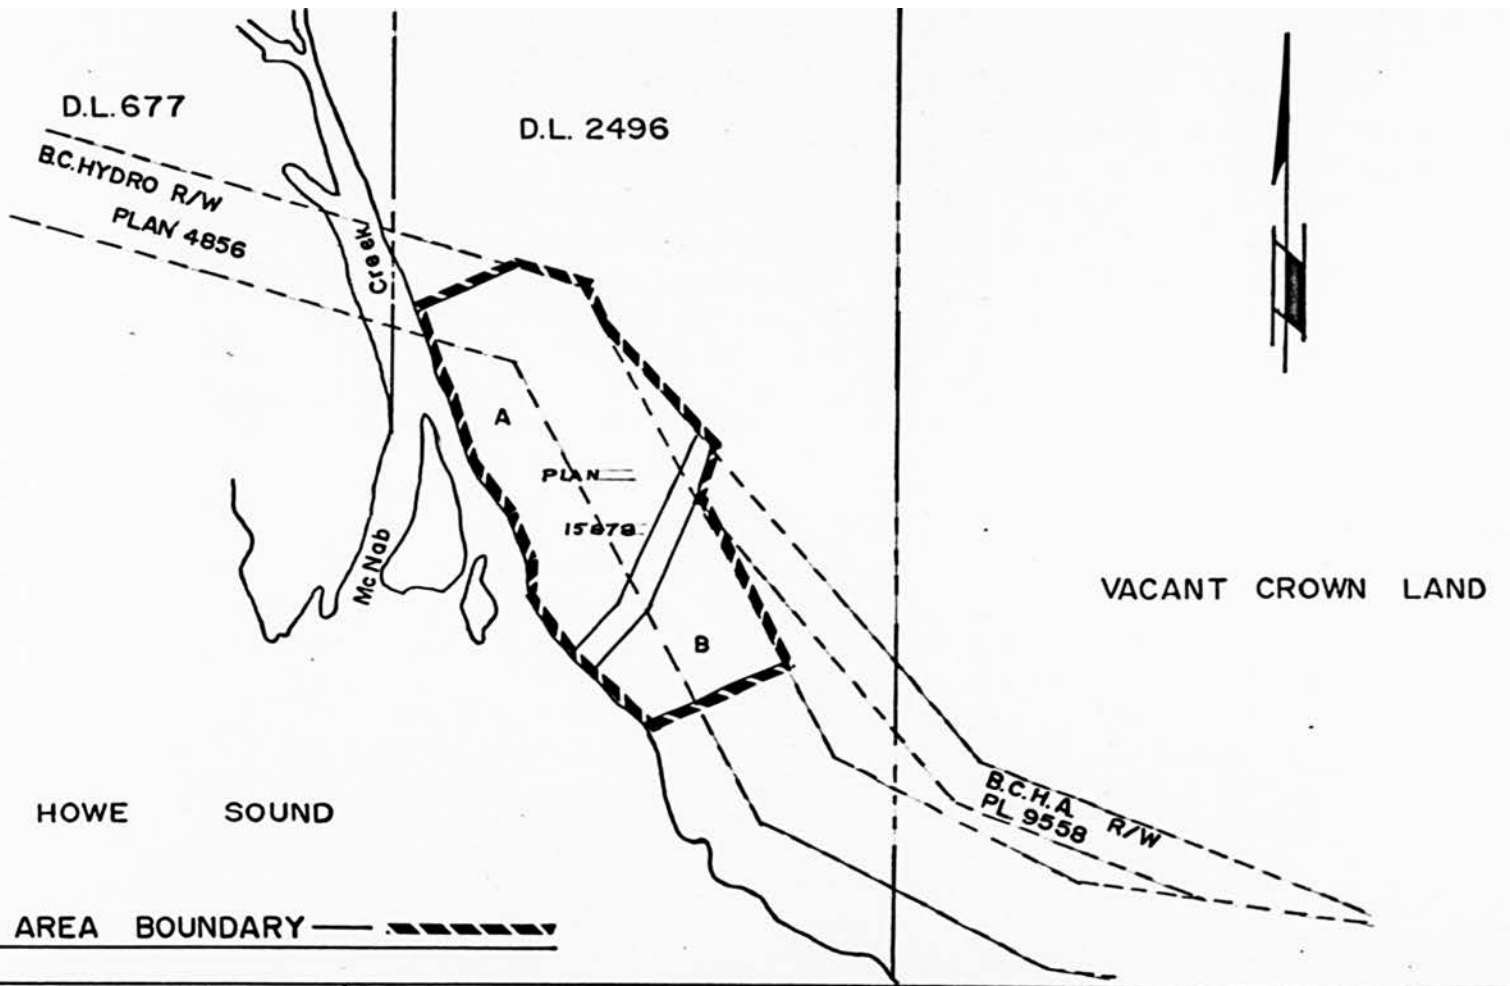 D.L. 677
D.L. 2496
B.C. HYDRO R/W
PLAN 4856
Creek
A
PLAN
15878
McNab
B
VACANT CROWN LAND
HOWE SOUND
B.C.H.A. R/W
PL. 9558
AREA BOUNDARY